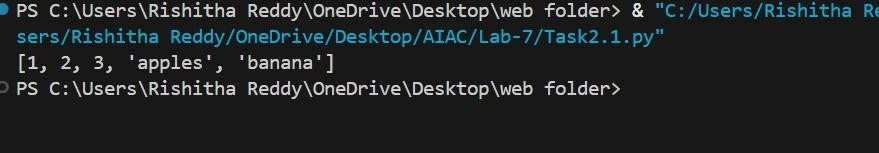 PS C:\Users\Rishitha Reddy\OneDrive\Desktop\web folder> & "C:/Users/Rishitha Re
sers/Rishitha Reddy/OneDrive/Desktop/AIAC/Lab-7/Task2.1.py"
[1, 2, 3, 'apples', 'banana']
PS C:\Users\Rishitha Reddy\OneDrive\Desktop\web folder>